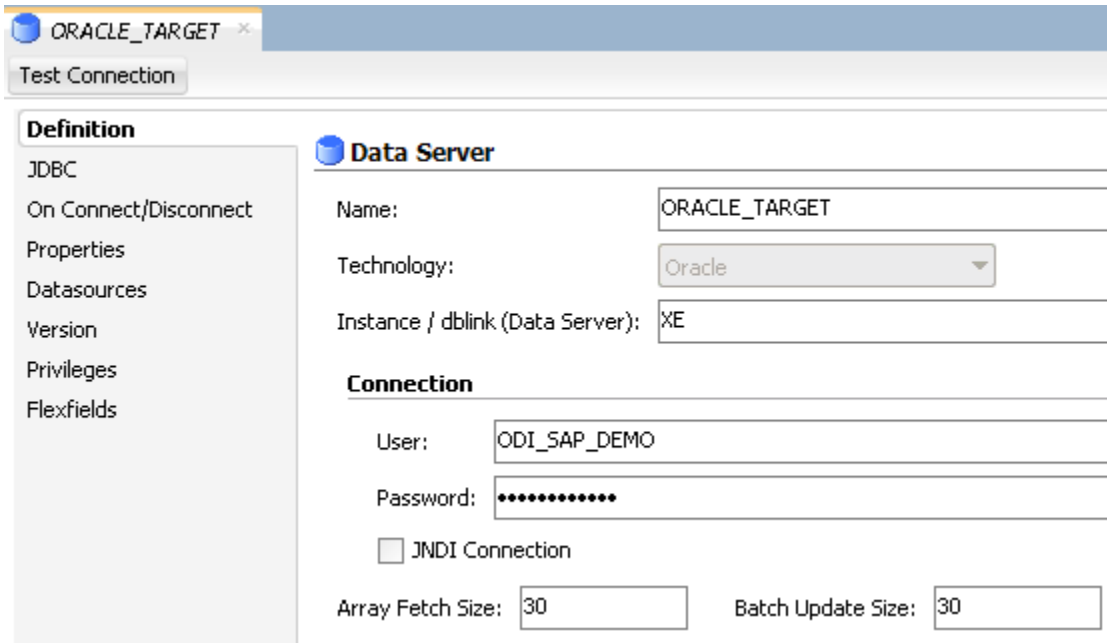 ORACLE_TARGET
Test Connection
Definition
JDBC
On Connect/Disconnect
Properties
Datasources
Version
Privileges
Flexfields
Data Server
Name: ORACLE_TARGET
Technology: Oracle
Instance / dblink (Data Server): XE
Connection
User: ODI_SAP_DEMO
Password: ••••••••••••
JNDI Connection
Array Fetch Size: 30 Batch Update Size: 30